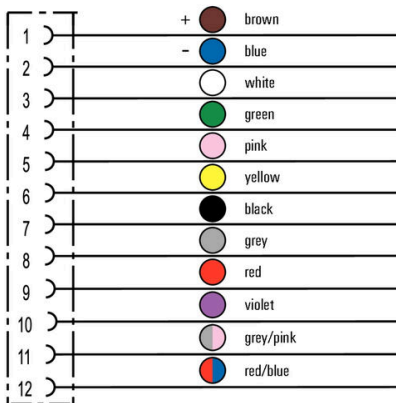 + brown
1
- blue
2
white
3
green
4
pink
5
yellow
6
black
7
grey
8
red
9
violet
10
grey/pink
11
red/blue
12